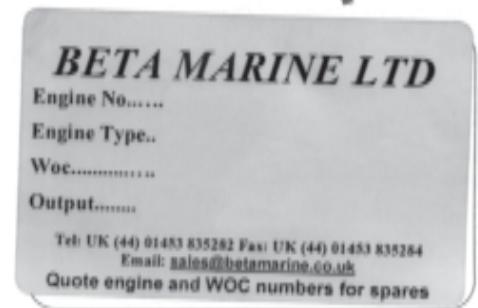 BETA MARINE LTD
Engine No......
Engine Type..
Woc................
Output........
Tel: UK (44) 01453 835282 Fax: UK (44) 01453 835284
Email: sales@betamarine.co.uk
Quote engine and WOC numbers for spares